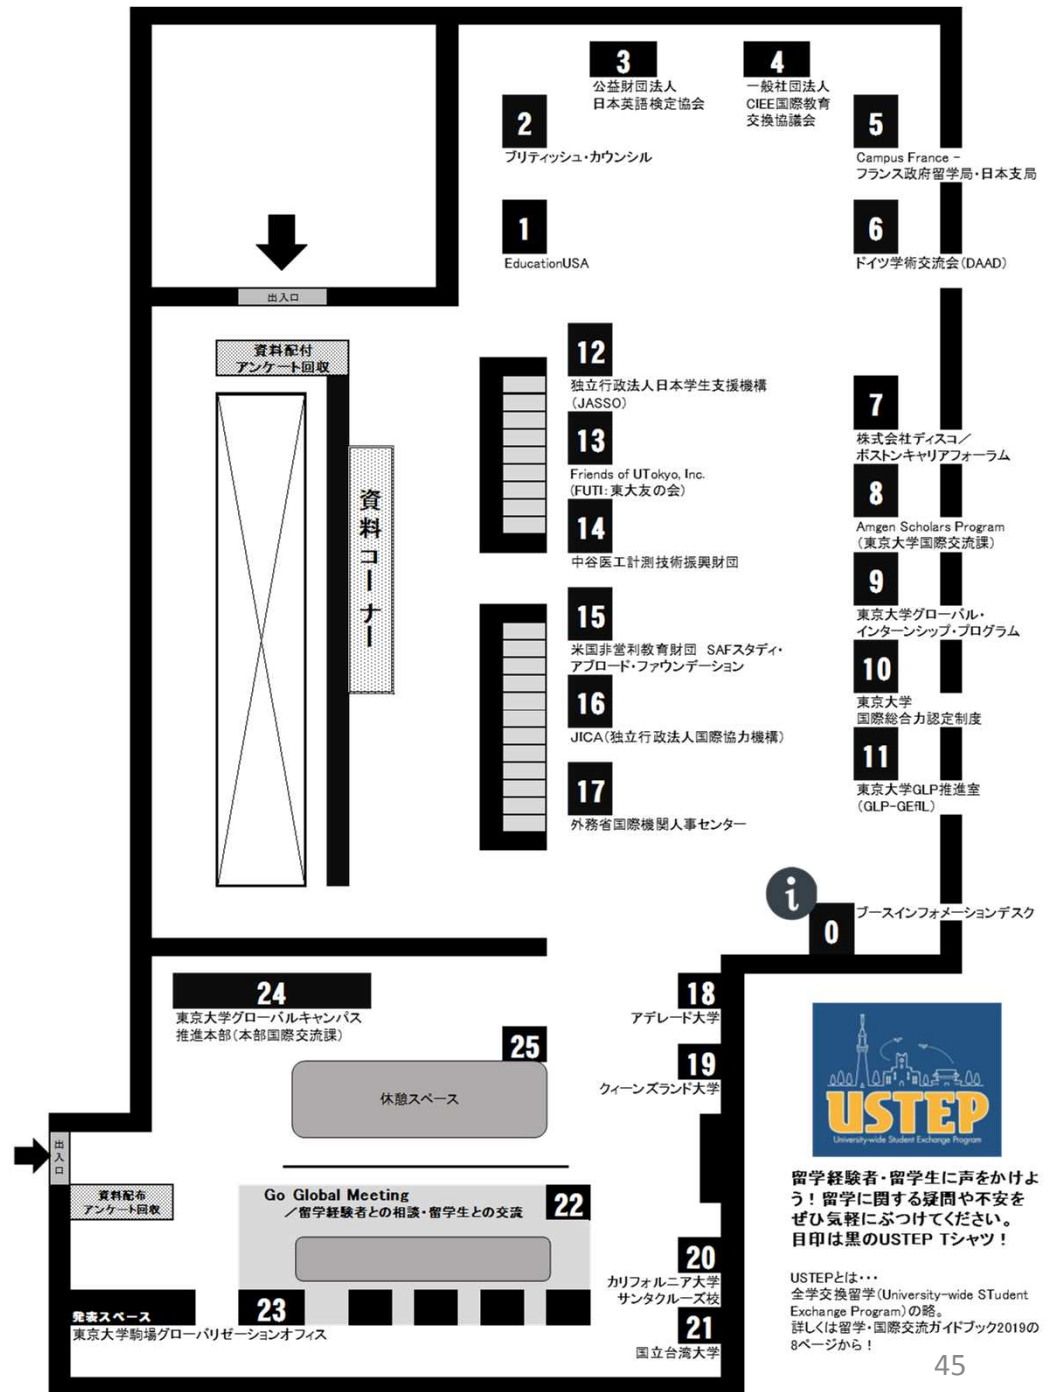 3
公益財団法人
日本英語検定協会
4
一般社団法人
CIEE国際教育
交換協議会
2
ブリティッシュ・カウンシル
5
Campus France –
フランス政府留学局・日本支局
1
EducationUSA
6
ドイツ学術交流会(DAAD)
出入口
資料配付
アンケート回収
資料コーナー
12
独立行政法人日本学生支援機構
(JASSO)
13
Friends of UTokyo, Inc.
(FUTI:東大友の会)
14
中谷医工計測技術振興財団
15
米国非営利教育財団 SAFスタディ・
アブロード・ファウンデーション
16
JICA(独立行政法人国際協力機構)
17
外務省国際機関人事センター
7
株式会社ディスコ/
ボストンキャリアフォーラム
8
Amgen Scholars Program
(東京大学国際交流課)
9
東京大学グローバル・
インターンシップ・プログラム
10
東京大学
国際総合力認定制度
11
東京大学GLP推進室
(GLP-GEfIL)
i
0
ブースインフォメーションデスク
24
東京大学グローバルキャンパス
推進本部(本部国際交流課)
25
休憩スペース
18
アデレード大学
19
クィーンズランド大学
出入口
資料配布
アンケート回収
Go Global Meeting
/留学経験者との相談・留学生との交流
22
発表スペース
23
東京大学駒場グローバリゼーションオフィス
20
カリフォルニア大学
サンタクルーズ校
21
国立台湾大学
USTEP
University-wide Student Exchange Program
留学経験者・留学生に声をかけよ
う!留学に関する疑問や不安を
ぜひ気軽にぶつけてください。
目印は黒のUSTEP Tシャツ!
USTEPとは・・・
全学交換留学(University-wide STudent
Exchange Program)の略。
詳しくは留学・国際交流ガイドブック2019の
8ページから!
45